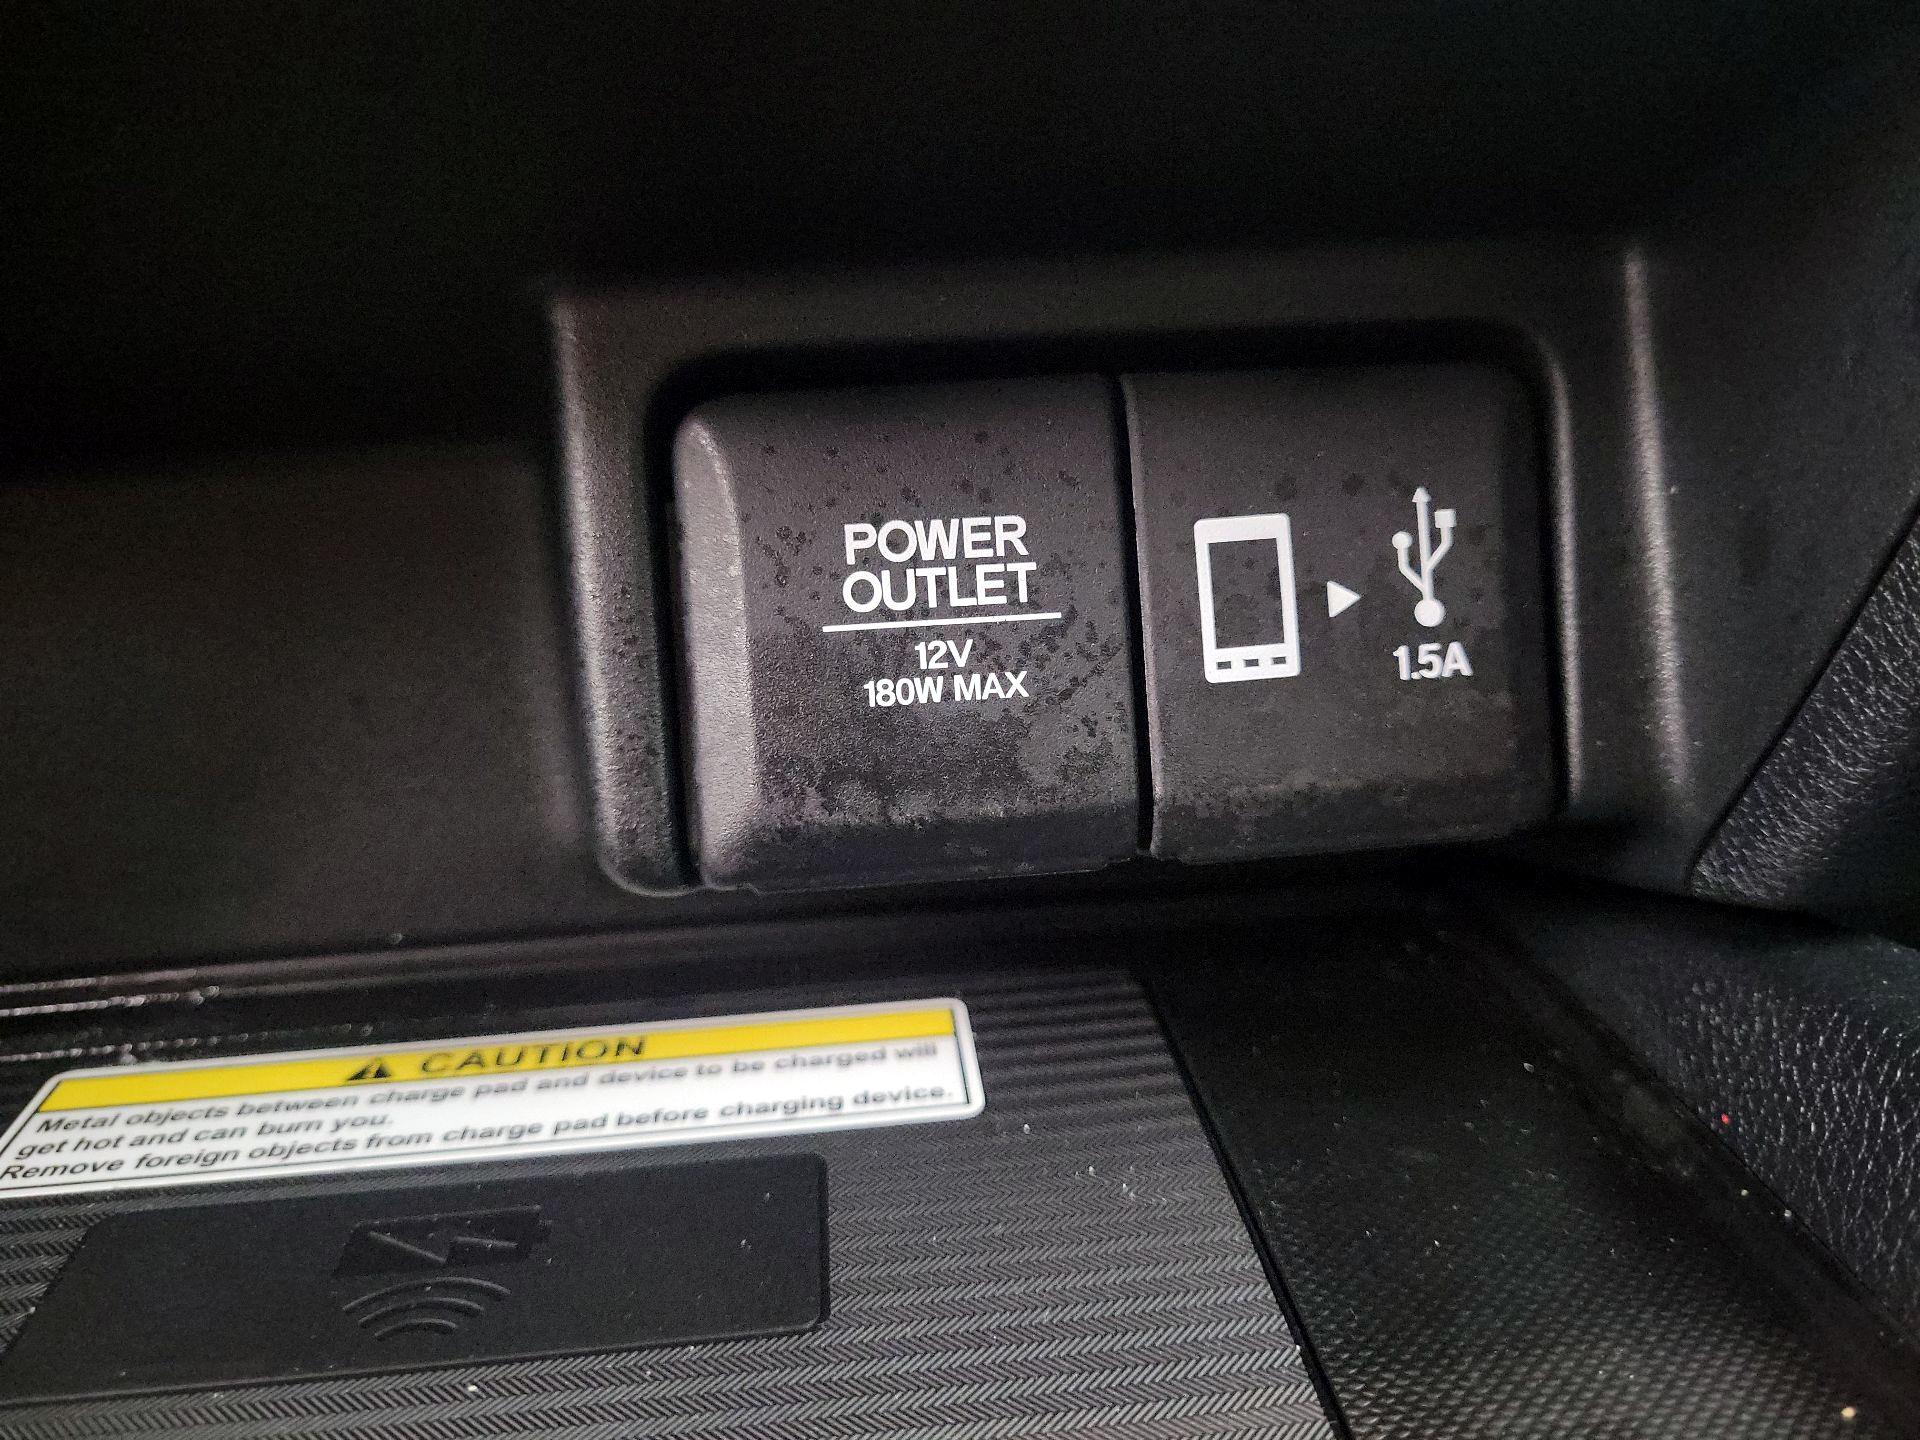 POWER
OUTLET
12V
180W MAX
1.5A
CAUTION
Metal objects between charge pad and device to be charged will
get hot and can burn you.
Remove foreign objects from charge pad before charging device.